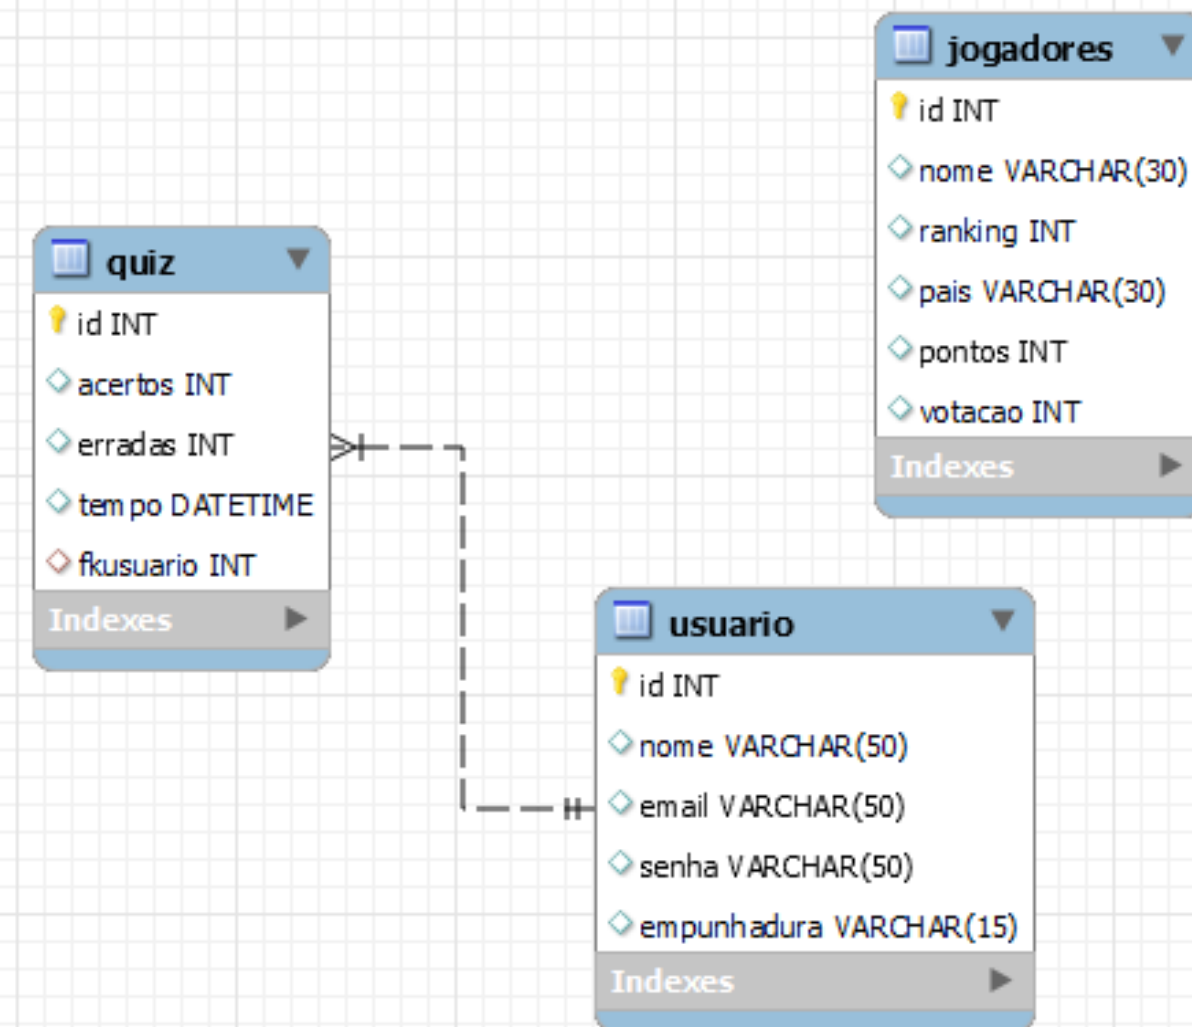 jogadores
id INT
nome VARCHAR(30)
ranking INT
pais VARCHAR(30)
pontos INT
votacao INT
Indexes
quiz
id INT
acertos INT
erradas INT
tempo DATETIME
fkusuario INT
Indexes
usuario
id INT
nome VARCHAR(50)
email VARCHAR(50)
senha VARCHAR(50)
empunhadura VARCHAR(15)
Indexes